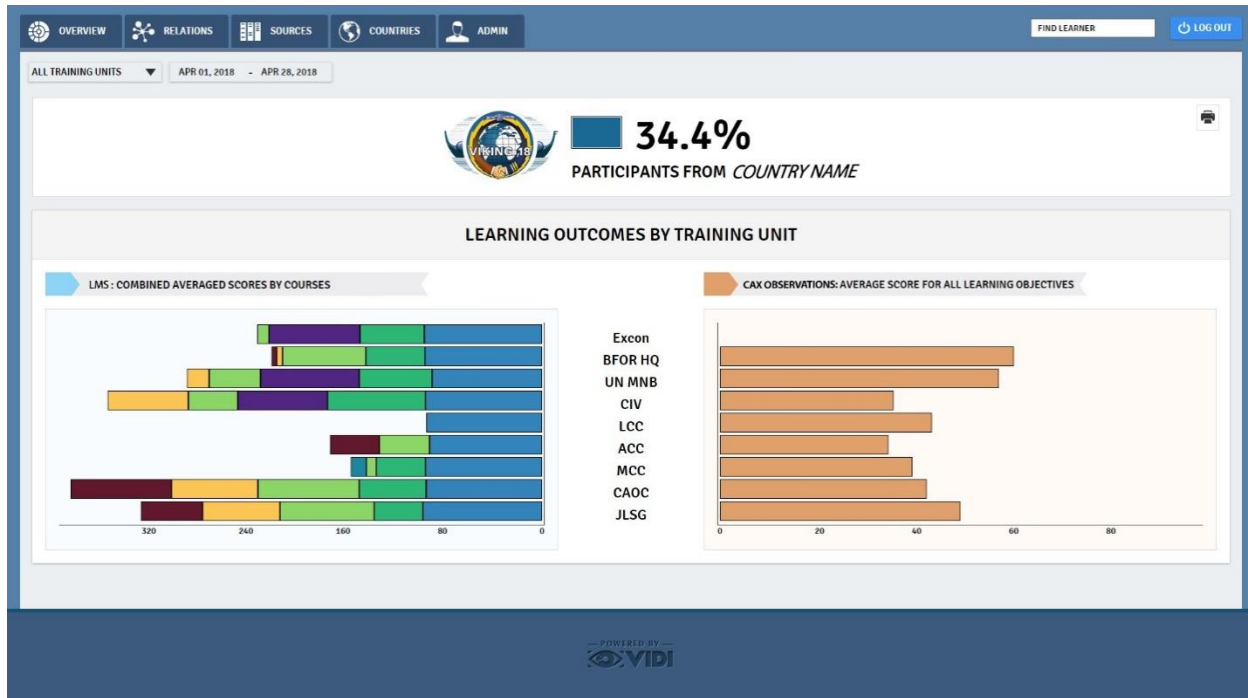 OVERVIEW
RELATIONS
SOURCES
COUNTRIES
ADMIN
FIND LEARNER
LOG OUT
ALL TRAINING UNITS
APR 01, 2018 - APR 28, 2018
VIKING 18
34.4%
PARTICIPANTS FROM COUNTRY NAME
LEARNING OUTCOMES BY TRAINING UNIT
LMS : COMBINED AVERAGED SCORES BY COURSES
CAX OBSERVATIONS: AVERAGE SCORE FOR ALL LEARNING OBJECTIVES
Excon
BFOR HQ
UN MNB
CIV
LCC
ACC
MCC
CAOC
JLSG
320 240 160 80 0
0 20 40 60 80
POWERED BY
VIDI